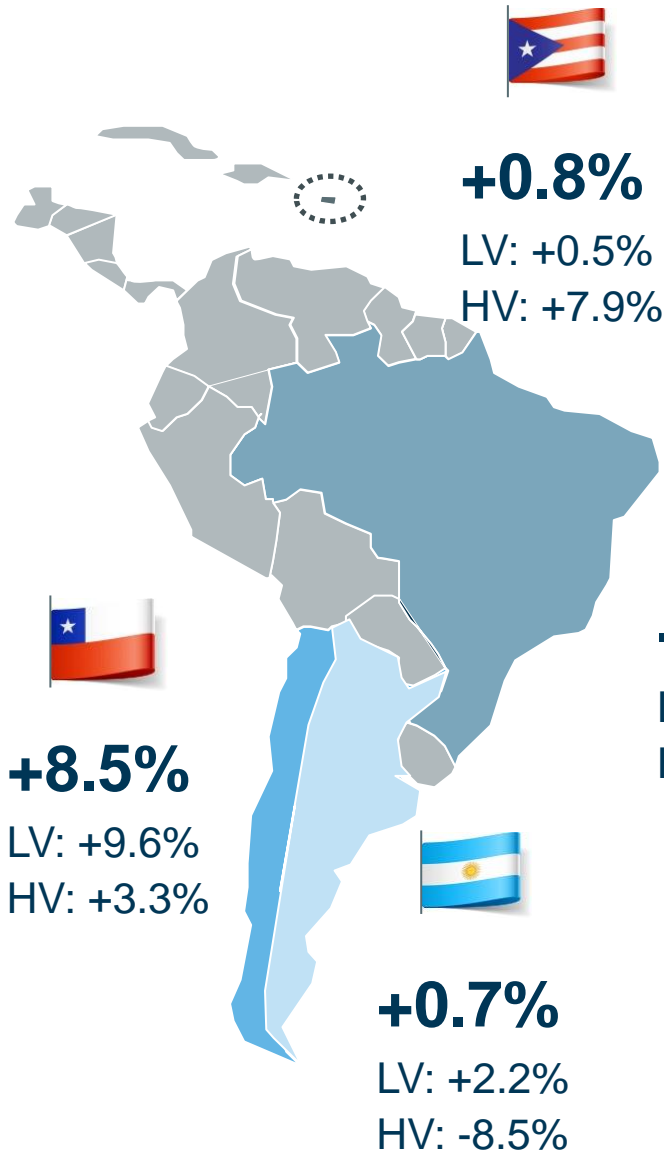 +0.8%
LV: +0.5%
HV: +7.9%
+8.5%
LV: +9.6%
HV: +3.3%
+0.7%
LV: +2.2%
HV: -8.5%